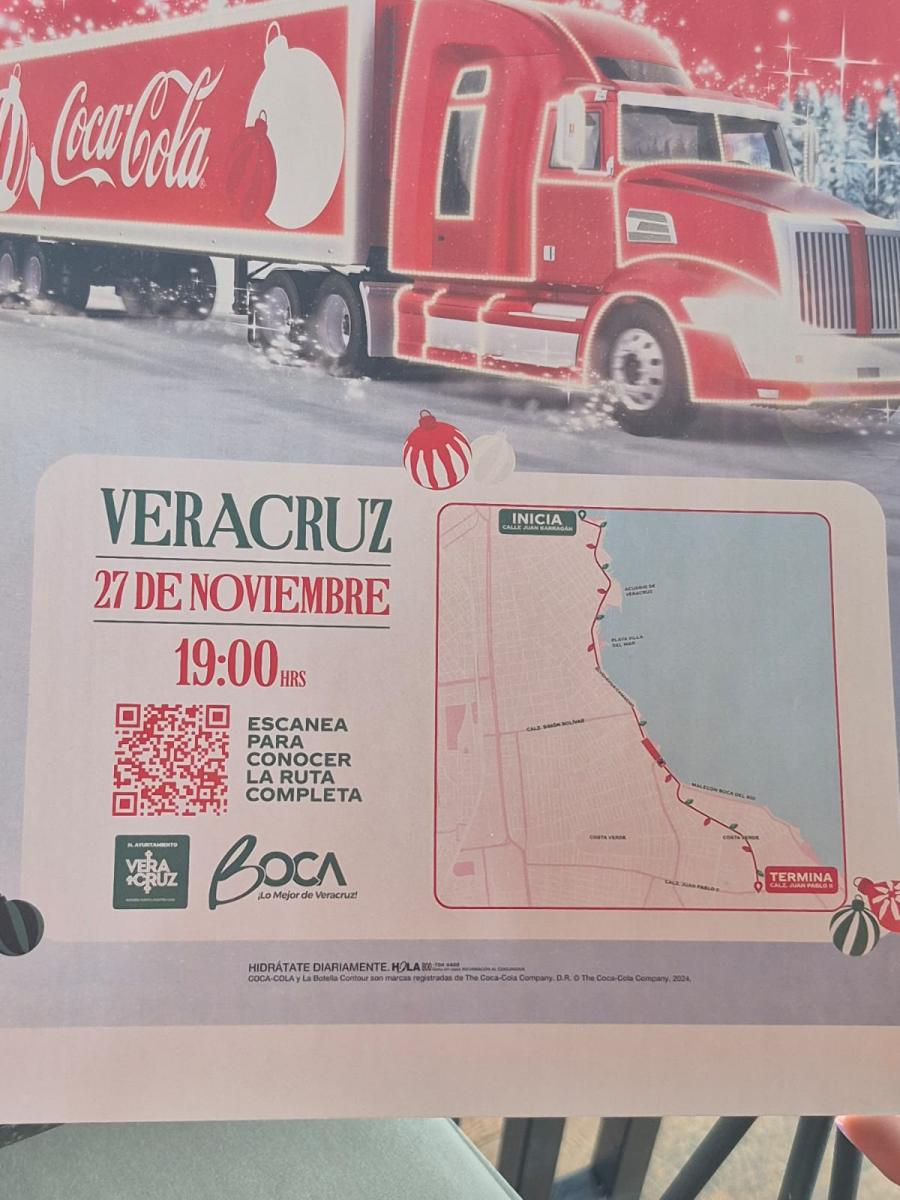 Coca-Cola
VERACRUZ
27 DE NOVIEMBRE
19:00 HRS
ESCANEA
PARA
CONOCER
LA RUTA
COMPLETA
EL AYUNTAMIENTO
VERA
CRUZ
BOCA
¡Lo Mejor de Veracruz!
INICIA
CALLE JUAN BARRAGÁN
ACUARIO DE
VERACRUZ
PLAYA VILLA
DEL MAR
CALZ. SIMÓN BOLÍVAR
MALECÓN BOCA DEL RÍO
COSTA VERDE
COSTA VERDE
CALZ. JUAN PABLO II
TERMINA
CALZ. JUAN PABLO II
HIDRÁTATE DIARIAMENTE. HOLA 800
COCA-COLA y La Botella Contour son marcas registradas de The Coca-Cola Company. D.R. © The Coca-Cola Company, 2024.